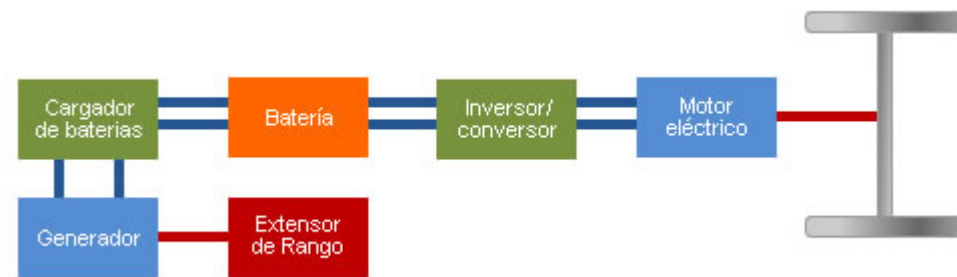 Cargador
de baterias
Batería
Inversor/
conversor
Motor
eléctrico
Generador
Extensor
de Rango